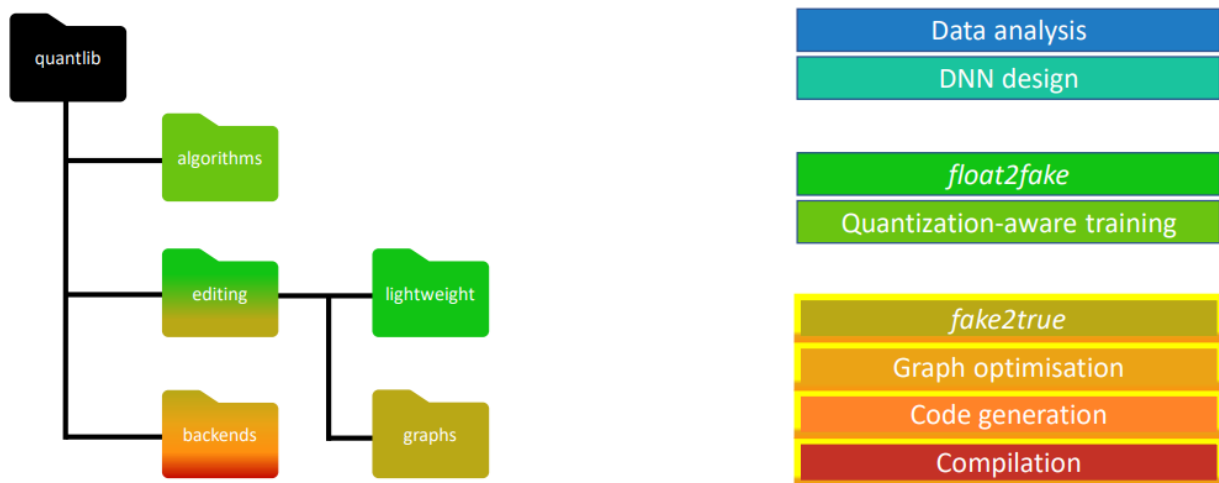 quantlib
algorithms
editing
lightweight
backends
graphs
Data analysis
DNN design
float2fake
Quantization-aware training
fake2true
Graph optimisation
Code generation
Compilation